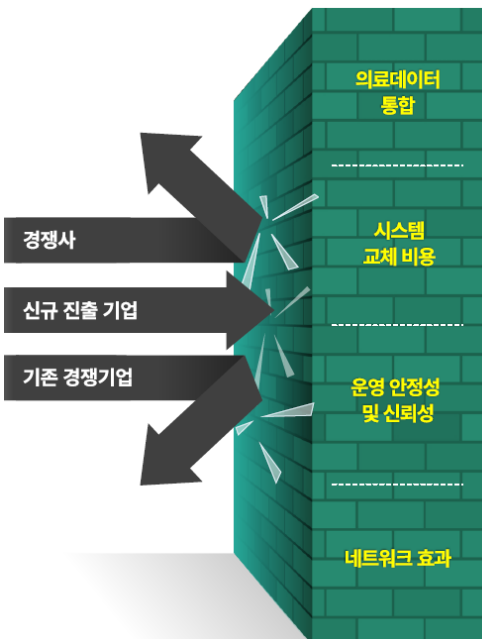 의료데이터
통합
경쟁사
시스템
교체 비용
신규 진출 기업
기존 경쟁기업
운영 안정성
및 신뢰성
네트워크 효과